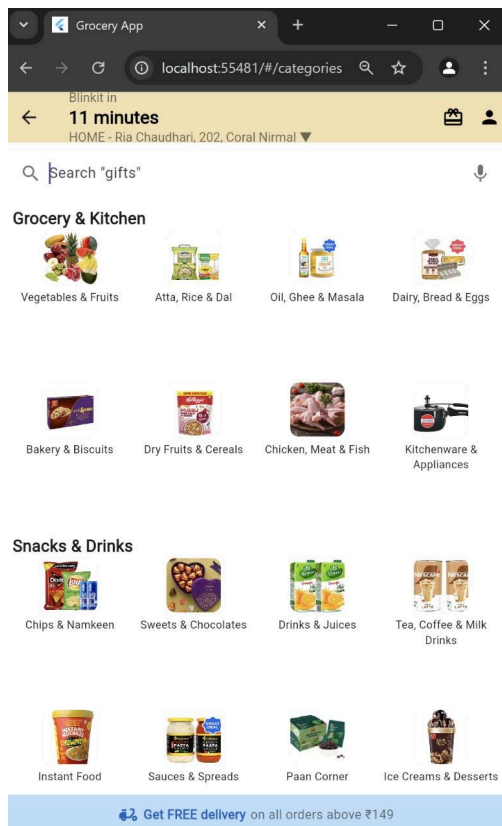 Grocery App
localhost:55481/#/categories
Blinkit in
11 minutes
HOME - Ria Chaudhari, 202, Coral Nirmal ▼
Search "gifts"
Grocery & Kitchen
Vegetables & Fruits
Atta, Rice & Dal
Oil, Ghee & Masala
Dairy, Bread & Eggs
Bakery & Biscuits
Dry Fruits & Cereals
Chicken, Meat & Fish
Kitchenware &
Appliances
Snacks & Drinks
Chips & Namkeen
Sweets & Chocolates
Drinks & Juices
Tea, Coffee & Milk
Drinks
Instant Food
Sauces & Spreads
Paan Corner
Ice Creams & Desserts
Get FREE delivery on all orders above ₹149